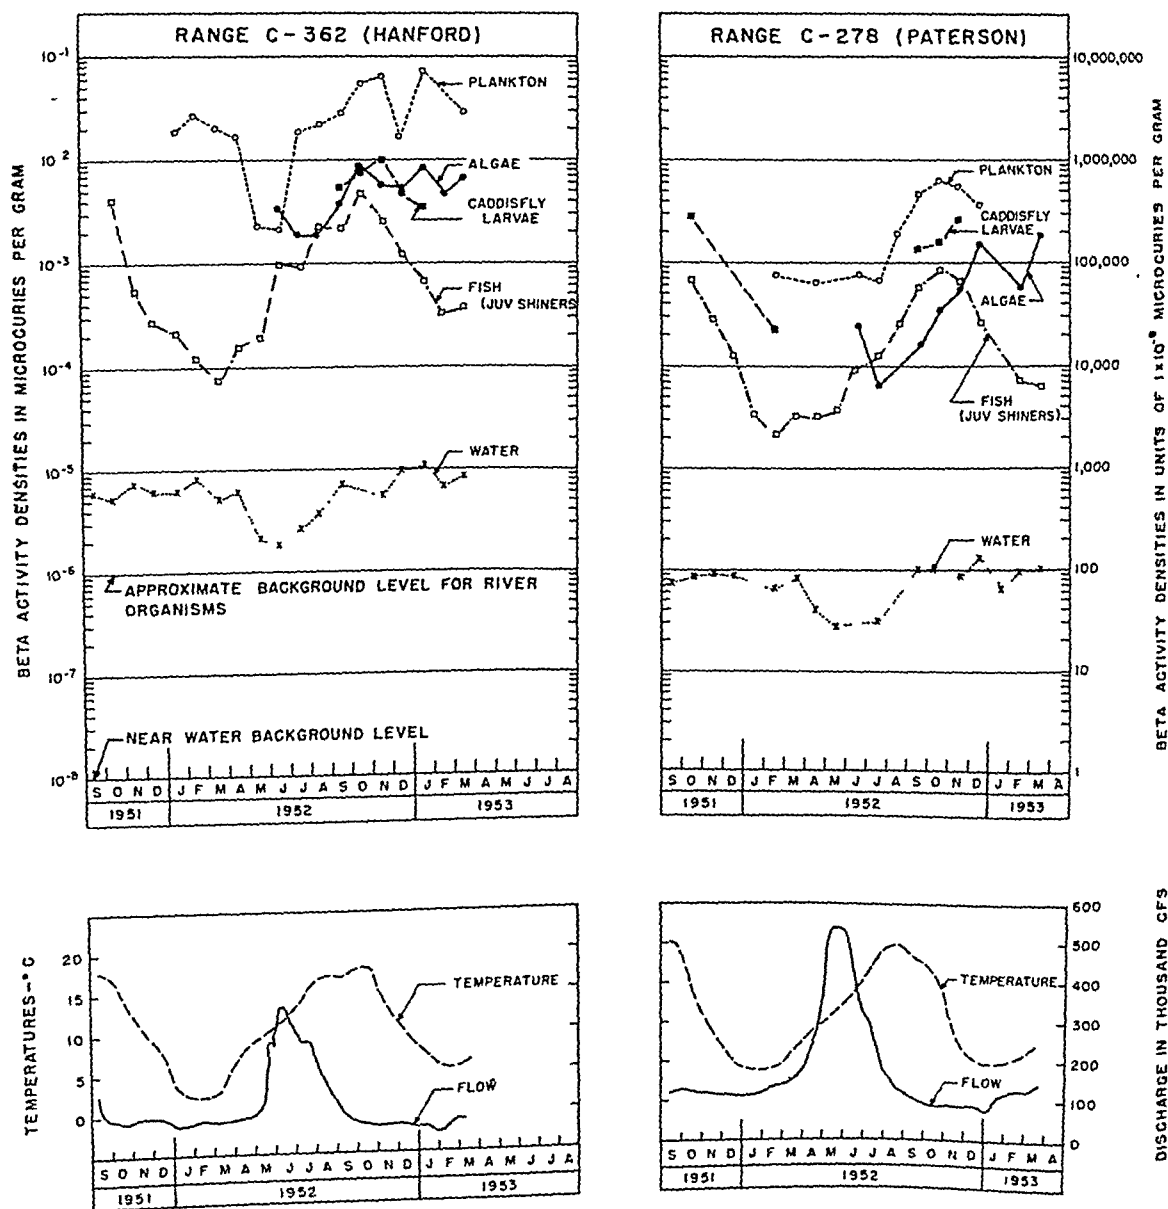 RANGE C-362 (HANFORD)
10⁻¹
10⁻²
10⁻³
10⁻⁴
10⁻⁵
10⁻⁶
10⁻⁷
10⁻⁸
BETA ACTIVITY DENSITIES IN MICROCURIES PER GRAM
PLANKTON
ALGAE
CADDISFLY
LARVAE
FISH
(JUV SHINERS
WATER
APPROXIMATE BACKGROUND LEVEL FOR RIVER
ORGANISMS
NEAR WATER BACKGROUND LEVEL
S O N D J F M A M J J A S O N D J F M A M J J A
1951 1952 1953
RANGE C-278 (PATERSON)
10,000,000
1,000,000
100,000
10,000
1,000
100
10
1
PLANKTON
CADDISFLY
LARVAE
ALGAE
FISH
(JUV SHINERS)
WATER
S O N D J F M A M J J A S O N D J F M A
1951 1952 1953
BETA ACTIVITY DENSITIES IN UNITS OF 1x10⁻⁸ MICROCURIES PER GRAM
TEMPERATURES-°C
20
15
10
5
0
TEMPERATURE
FLOW
S O N D J F M A M J J A S O N D J F M A M J J A
1951 1952 1953
600
500
400
300
200
100
0
TEMPERATURE
FLOW
S O N D J F M A M J J A S O N D J F M A
1951 1952 1953
DISCHARGE IN THOUSAND CFS